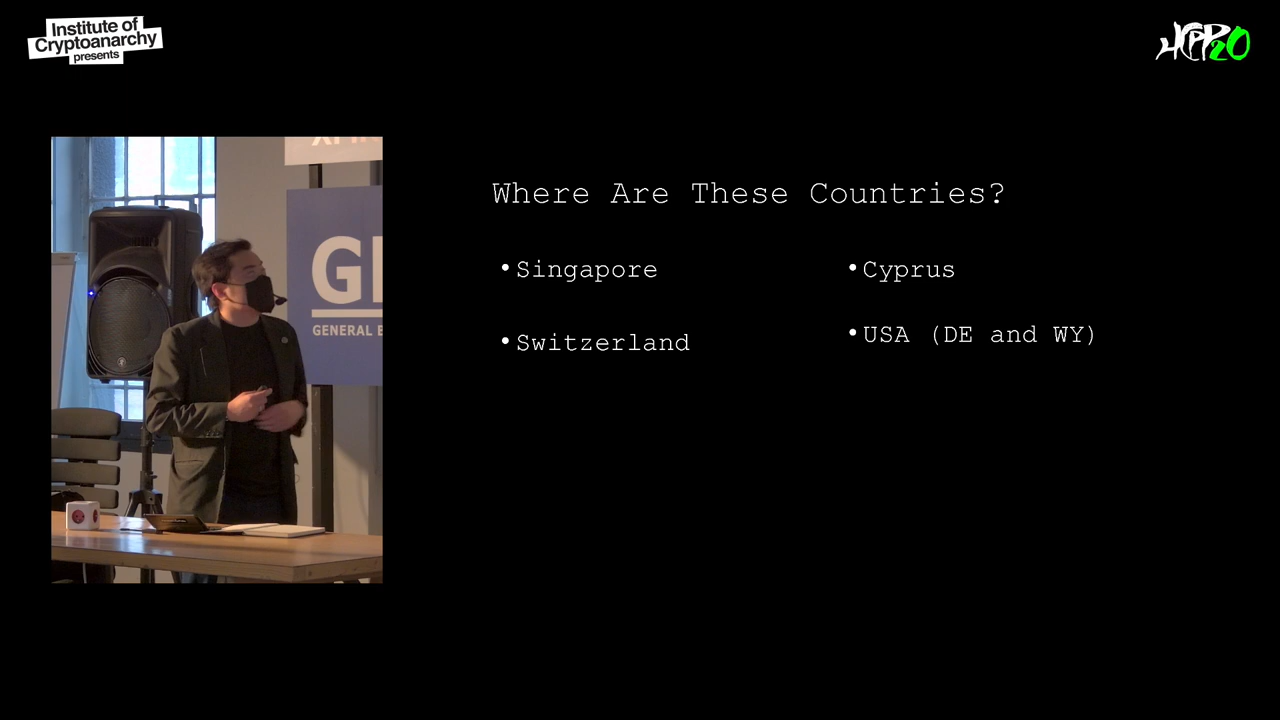 Institute of
Cryptoanarchy
presents
HCPP20
Where Are These Countries?
•Singapore
•Cyprus
•Switzerland
•USA (DE and WY)
GENERAL